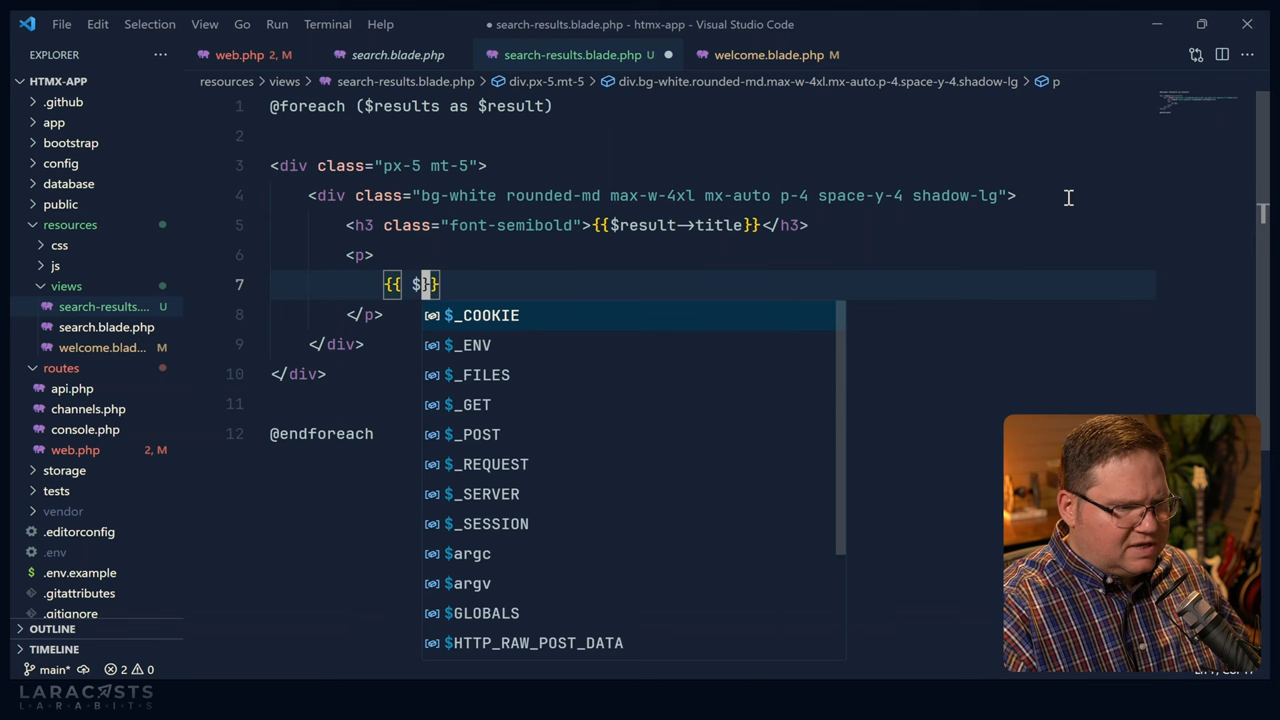 File Edit Selection View Go Run Terminal Help
● search-results.blade.php - htmx-app - Visual Studio Code
EXPLORER ···
web.php 2, M
search.blade.php
search-results.blade.php U ●
welcome.blade.php M
HTMX-APP
resources > views > search-results.blade.php > div.px-5.mt-5 > div.bg-white.rounded-md.max-w-4xl.mx-auto.p-4.space-y-4.shadow-lg > p
.github
app
bootstrap
config
database
public
resources
css
js
views
search-results.... U
search.blade.php
welcome.blad... M
routes
api.php
channels.php
console.php
web.php 2, M
storage
tests
vendor
.editorconfig
.env
$ .env.example
.gitattributes
.gitignore
OUTLINE
TIMELINE
main* 2 0
1 @foreach ($results as $result)
2
3 <div class="px-5 mt-5">
4 <div class="bg-white rounded-md max-w-4xl mx-auto p-4 space-y-4 shadow-lg">
5 <h3 class="font-semibold">{{$result->title}}</h3>
6 <p>
7 {{ $}}
8 </p>
9 </div>
10 </div>
11
12 @endforeach
$_COOKIE
$_ENV
$_FILES
$_GET
$_POST
$_REQUEST
$_SERVER
$_SESSION
$argc
$argv
$GLOBALS
$HTTP_RAW_POST_DATA
LARACASTS
LARABITS